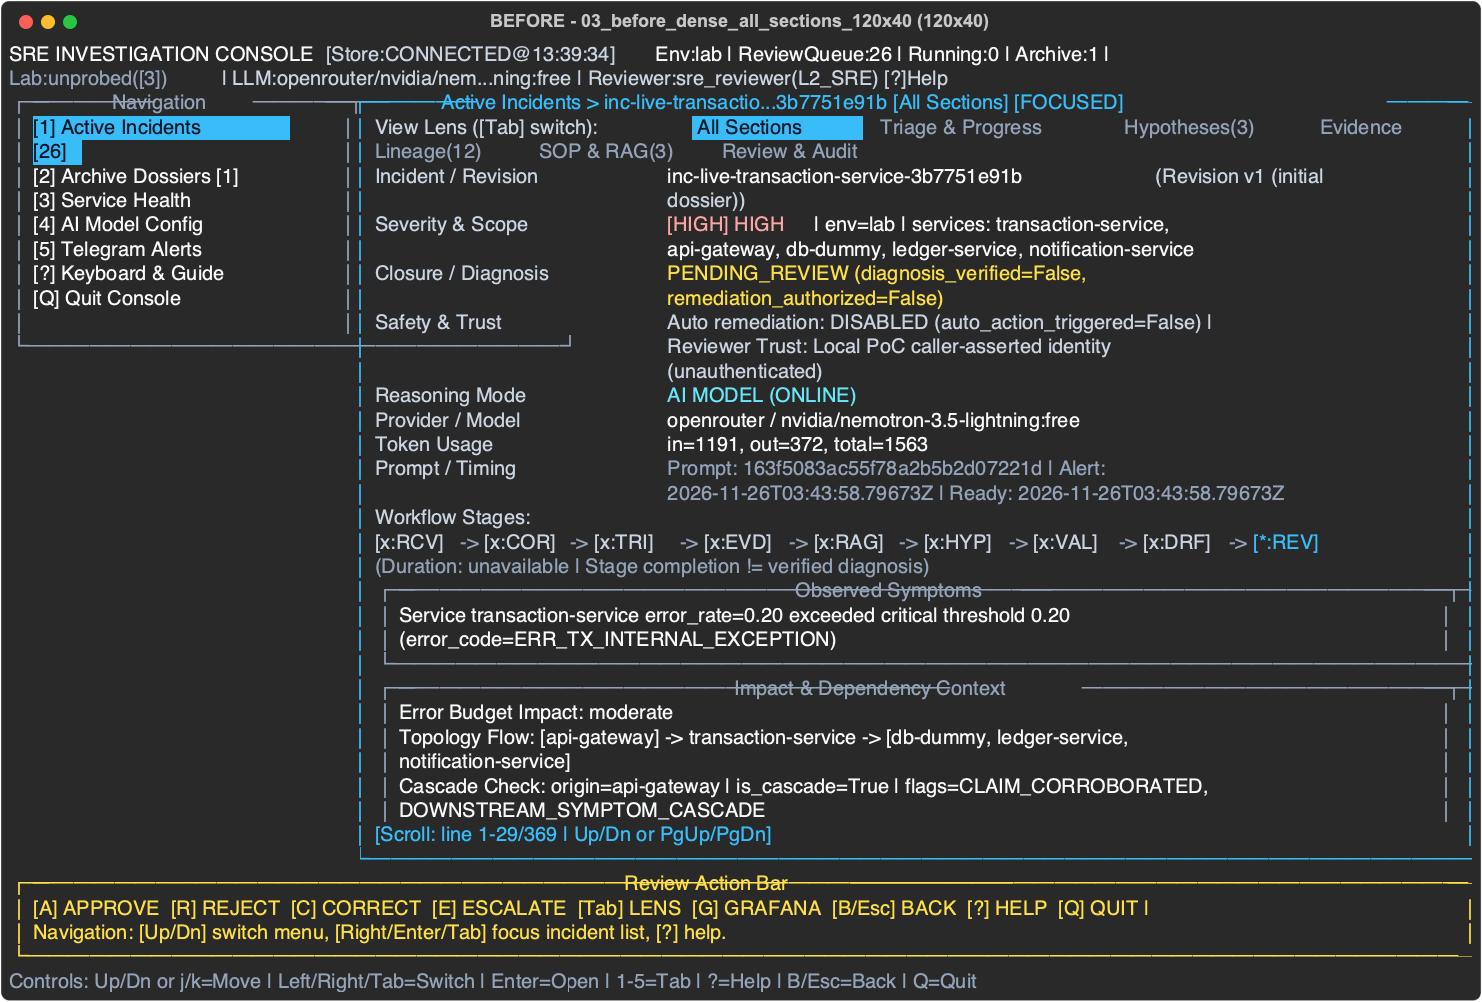 BEFORE - 03_before_dense_all_sections_120x40 (120x40)
SRE INVESTIGATION CONSOLE [Store:CONNECTED@13:39:34] Env:lab | ReviewQueue:26 | Running:0 | Archive:1 |
Lab:unprobed([3]) | LLM:openrouter/nvidia/nem...ning:free | Reviewer:sre_reviewer(L2_SRE) [?]Help
Navigation
[1] Active Incidents
[26]
[2] Archive Dossiers [1]
[3] Service Health
[4] AI Model Config
[5] Telegram Alerts
[?] Keyboard & Guide
[Q] Quit Console
Active Incidents > inc-live-transactio...3b7751e91b [All Sections] [FOCUSED]
View Lens ([Tab] switch): All Sections Triage & Progress Hypotheses(3) Evidence
Lineage(12) SOP & RAG(3) Review & Audit
Incident / Revision inc-live-transaction-service-3b7751e91b (Revision v1 (initial
dossier))
Severity & Scope [HIGH] HIGH | env=lab | services: transaction-service,
api-gateway, db-dummy, ledger-service, notification-service
Closure / Diagnosis PENDING_REVIEW (diagnosis_verified=False,
remediation_authorized=False)
Safety & Trust Auto remediation: DISABLED (auto_action_triggered=False) |
Reviewer Trust: Local PoC caller-asserted identity
(unauthenticated)
Reasoning Mode AI MODEL (ONLINE)
Provider / Model openrouter / nvidia/nemotron-3.5-lightning:free
Token Usage in=1191, out=372, total=1563
Prompt / Timing Prompt: 163f5083ac55f78a2b5b2d07221d | Alert:
2026-11-26T03:43:58.79673Z | Ready: 2026-11-26T03:43:58.79673Z
Workflow Stages:
[x:RCV] -> [x:COR] -> [x:TRI] -> [x:EVD] -> [x:RAG] -> [x:HYP] -> [x:VAL] -> [x:DRF] -> [*:REV]
(Duration: unavailable | Stage completion != verified diagnosis)
Observed Symptoms
Service transaction-service error_rate=0.20 exceeded critical threshold 0.20
(error_code=ERR_TX_INTERNAL_EXCEPTION)
Impact & Dependency Context
Error Budget Impact: moderate
Topology Flow: [api-gateway] -> transaction-service -> [db-dummy, ledger-service,
notification-service]
Cascade Check: origin=api-gateway | is_cascade=True | flags=CLAIM_CORROBORATED,
DOWNSTREAM_SYMPTOM_CASCADE
[Scroll: line 1-29/369 | Up/Dn or PgUp/PgDn]
Review Action Bar
[A] APPROVE [R] REJECT [C] CORRECT [E] ESCALATE [Tab] LENS [G] GRAFANA [B/Esc] BACK [?] HELP [Q] QUIT |
Navigation: [Up/Dn] switch menu, [Right/Enter/Tab] focus incident list, [?] help.
Controls: Up/Dn or j/k=Move | Left/Right/Tab=Switch | Enter=Open | 1-5=Tab | ?=Help | B/Esc=Back | Q=Quit